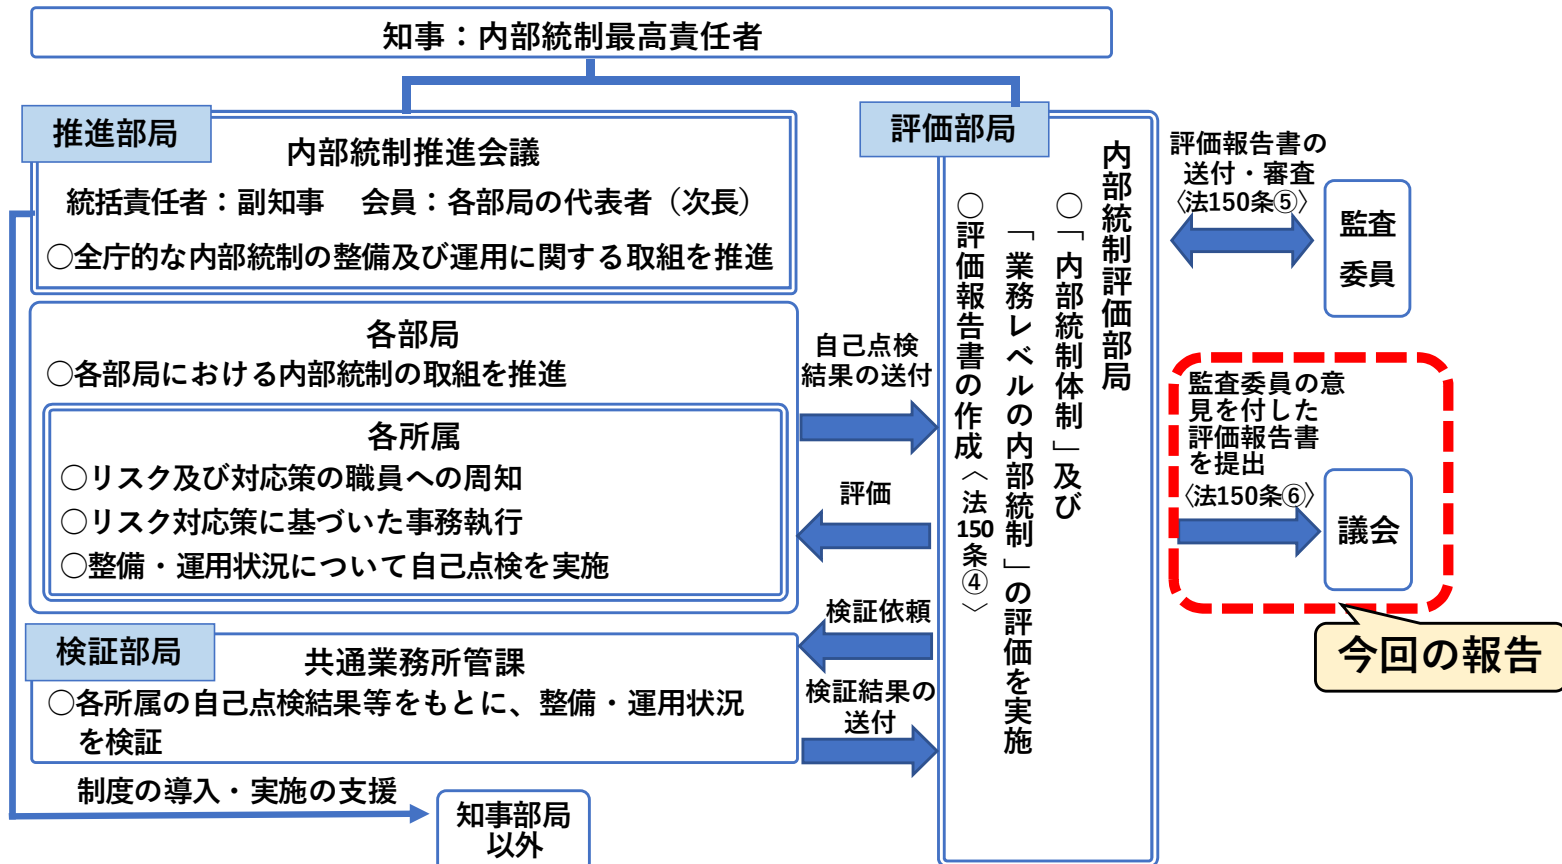 知事：内部統制最高責任者
推進部局
内部統制推進会議
統括責任者：副知事　会員：各部局の代表者（次長）
○全庁的な内部統制の整備及び運用に関する取組を推進
各部局
○各部局における内部統制の取組を推進
各所属
○リスク及び対応策の職員への周知
○リスク対応策に基づいた事務執行
○整備・運用状況について自己点検を実施
検証部局
共通業務所管課
○各所属の自己点検結果等をもとに、整備・運用状況
を検証
制度の導入・実施の支援
知事部局
以外
自己点検
結果の送付
評価
検証依頼
検証結果の
送付
評価部局
内部統制評価部局
○「内部統制体制」及び
「業務レベルの内部統制」の評価を実施
○評価報告書の作成〈法150条④〉
評価報告書の
送付・審査
〈法150条⑤〉
監査
委員
監査委員の意
見を付した
評価報告書
を提出
〈法150条⑥〉
議会
今回の報告